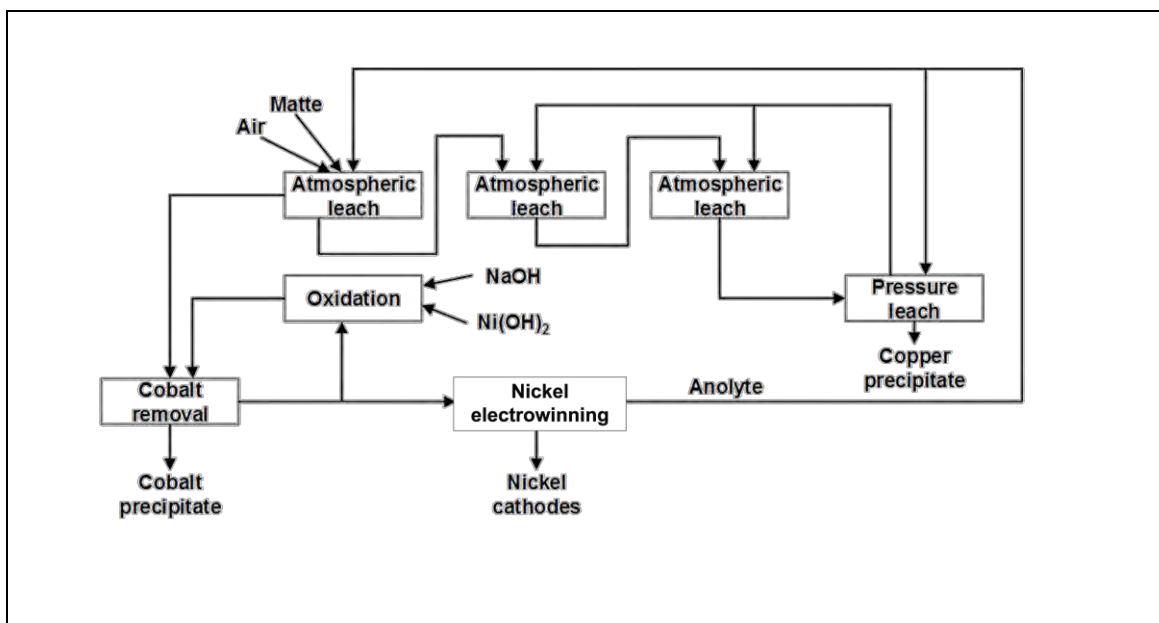 Matte
Air
Atmospheric
leach
Atmospheric
leach
Atmospheric
leach
Oxidation
NaOH
Ni(OH)₂
Pressure
leach
Copper
precipitate
Cobalt
removal
Nickel
electrowinning
Anolyte
Cobalt
precipitate
Nickel
cathodes